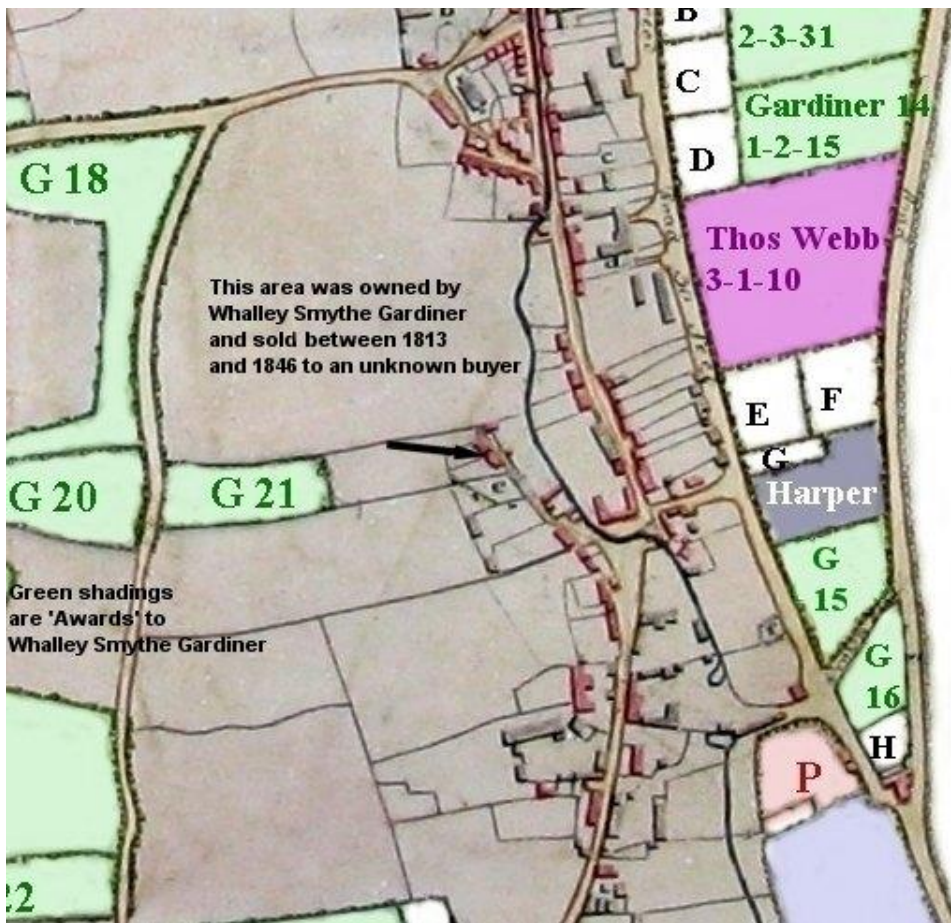 B
2-3-31
C
Gardiner 14
1-2-15
D
G 18
Thos Webb
3-1-10
This area was owned by
Whalley Smythe Gardiner
and sold between 1813
and 1846 to an unknown buyer
E
F
G
G 20
G 21
Harper
G
15
Green shadings
are 'Awards' to
Whalley Smythe Gardiner
G
16
H
P
22